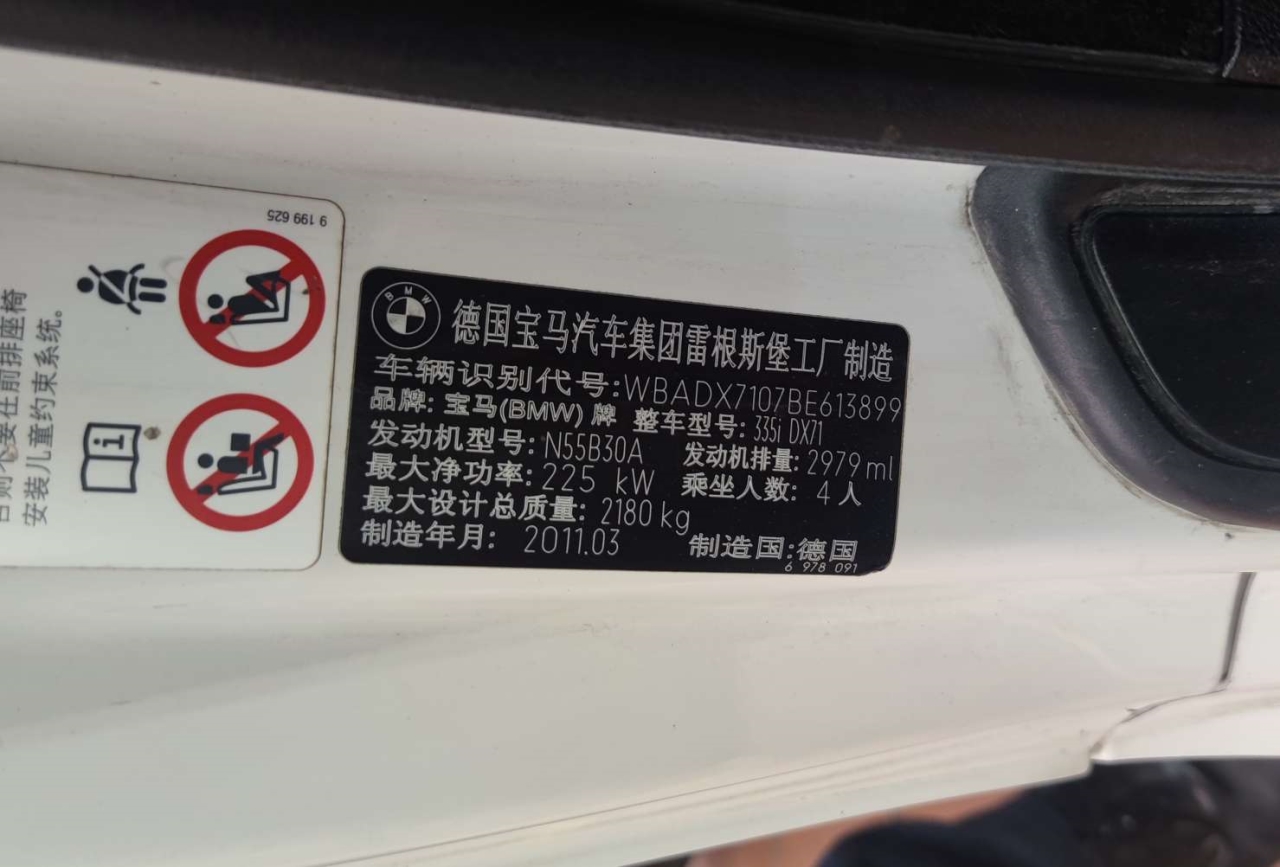 9 199 625
安装在前排座椅
安装儿童约束系统。
BMW
德国宝马汽车集团雷根斯堡工厂制造
车辆识别代号:WBADX7107BE613899
品牌: 宝马(BMW) 牌 整车型号: 335i DX71
发动机型号: N55B30A 发动机排量: 2979 ml
最大净功率: 225 kW 乘坐人数: 4 人
最大设计总质量: 2180 kg
制造年月: 2011.03 制造国: 德国
6 978 091